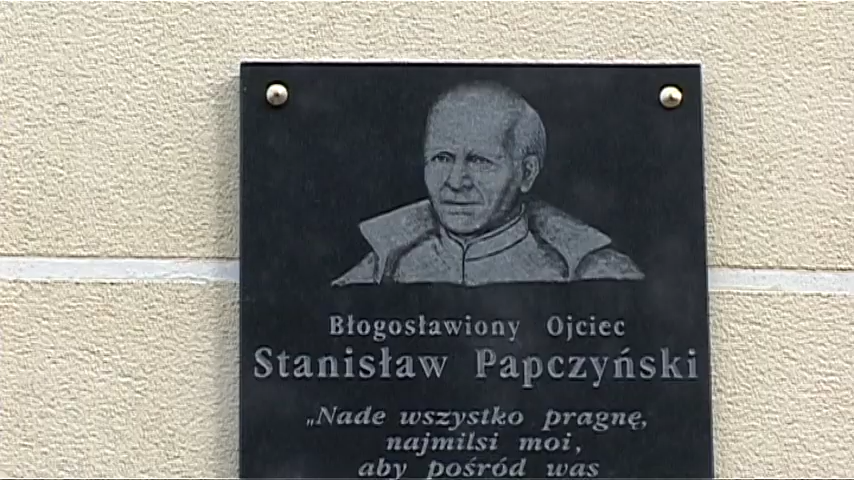 Błogosławiony Ojciec
Stanisław Papczyński
„Nade wszystko pragnę,
najmilsi moi,
aby pośród was